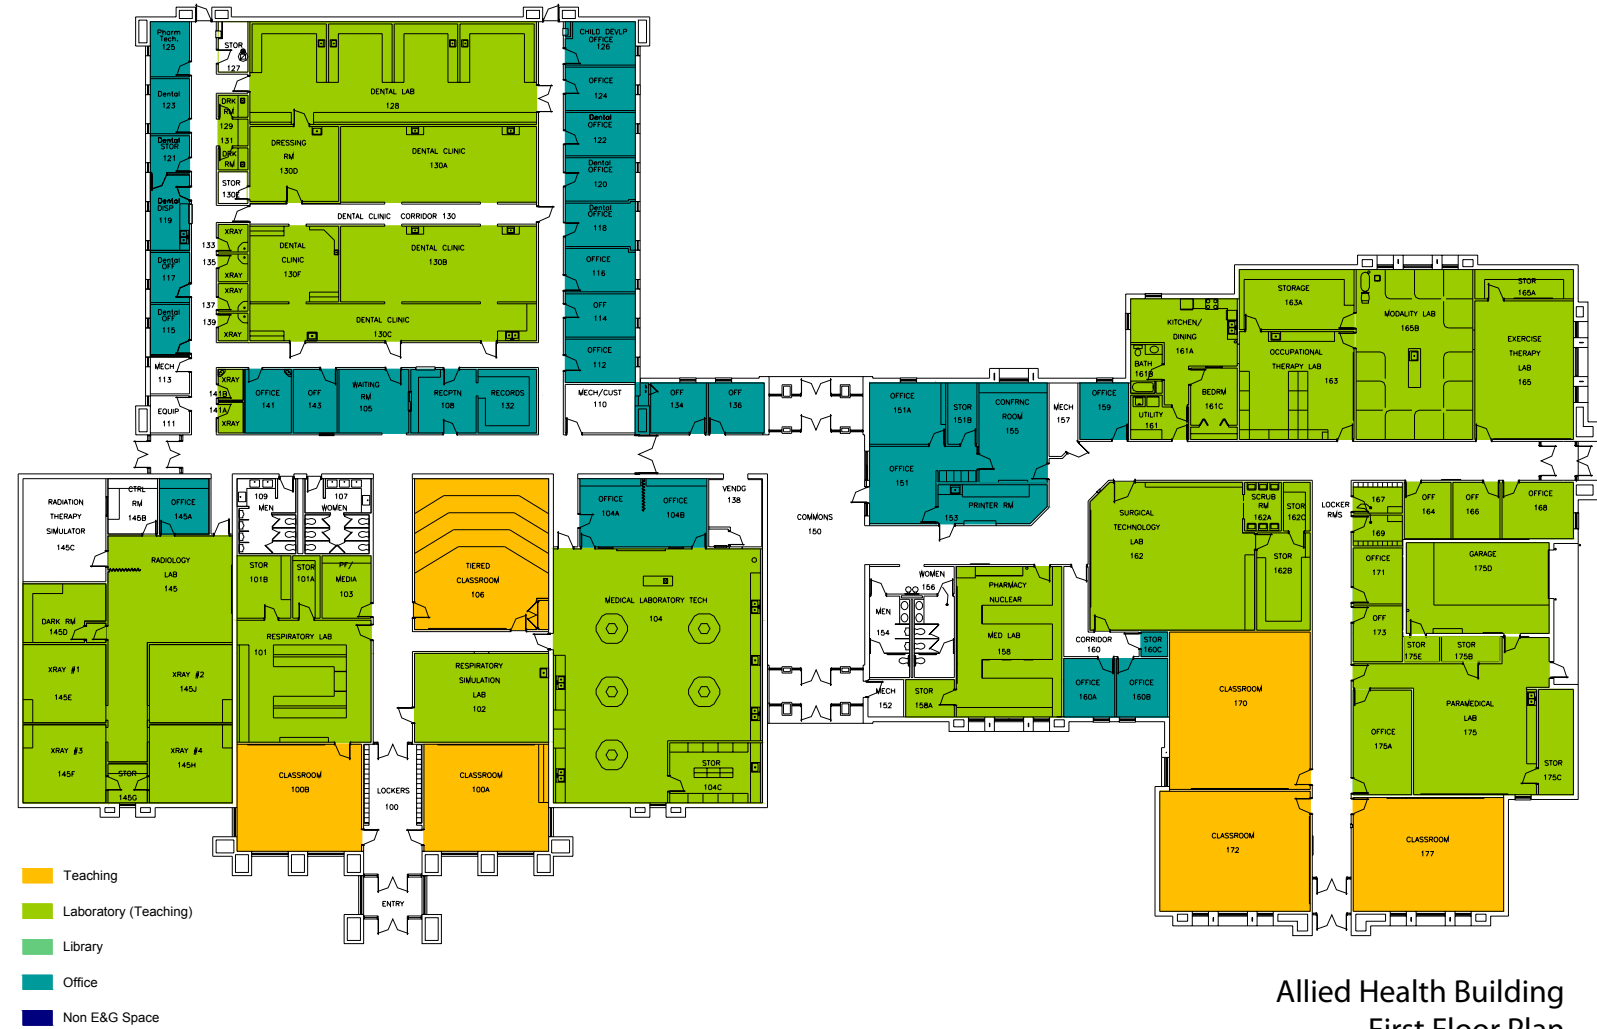 Pharm
Tech.
125
STOR
127
DENTAL LAB
128
CHILD DEVLP
OFFICE
126
Dental
123
DRK
RM
129
131
DRK
RM
OFFICE
124
Dental
STOR
121
DRESSING
RM
130D
DENTAL CLINIC
130A
Dental
OFFICE
122
STOR
130E
Dental
OFFICE
120
Dental
DISP
119
DENTAL CLINIC CORRIDOR 130
Dental
OFFICE
118
133
XRAY
135
XRAY
DENTAL
CLINIC
130F
DENTAL CLINIC
130B
OFFICE
116
Dental
OFF
117
XRAY
137
139
XRAY
DENTAL CLINIC
130C
OFF
114
Dental
OFF
115
OFFICE
112
MECH
113
EQUIP
111
XRAY
141B
141A
XRAY
OFFICE
141
OFF
143
WAITING
RM
105
RECPTN
108
RECORDS
132
MECH/CUST
110
OFF
134
OFF
136
OFFICE
151A
STOR
151B
CONFRNC
ROOM
155
MECH
157
OFFICE
159
KITCHEN/
DINING
161A
BATH
161B
BEDRM
161C
UTILITY
161
STORAGE
163A
OCCUPATIONAL
THERAPY LAB
163
MODALITY LAB
165B
STOR
165A
EXERCISE
THERAPY
LAB
165
RADIATION
THERAPY
SIMULATOR
145C
CTRL
RM
145B
OFFICE
145A
109
MEN
107
WOMEN
TIERED
CLASSROOM
106
OFFICE
104A
OFFICE
104B
VENDG
138
COMMONS
150
OFFICE
151
PRINTER RM
153
SURGICAL
TECHNOLOGY
LAB
162
SCRUB
RM
162A
STOR
162C
STOR
162B
LOCKER
RMS
167
169
OFF
164
OFF
166
OFFICE
168
RADIOLOGY
LAB
145
STOR
101B
STOR
101A
PF/
MEDIA
103
MEDICAL LABORATORY TECH
104
WOMEN
156
MEN
154
PHARMACY
NUCLEAR
MED LAB
158
OFFICE
171
GARAGE
175D
DARK RM
145D
RESPIRATORY LAB
101
CORRIDOR
160
STOR
160C
OFF
173
STOR
175E
STOR
175B
XRAY #1
145E
XRAY #2
145J
RESPIRATORY
SIMULATION
LAB
102
MECH
152
STOR
158A
OFFICE
160A
OFFICE
160B
CLASSROOM
170
OFFICE
175A
PARAMEDICAL
LAB
175
STOR
175C
XRAY #3
145F
XRAY #4
145H
STOR
145G
CLASSROOM
100B
LOCKERS
100
CLASSROOM
100A
STOR
104C
CLASSROOM
172
CLASSROOM
177
ENTRY
Teaching
Laboratory (Teaching)
Library
Office
Non E&G Space
Allied Health Building
First Floor Plan